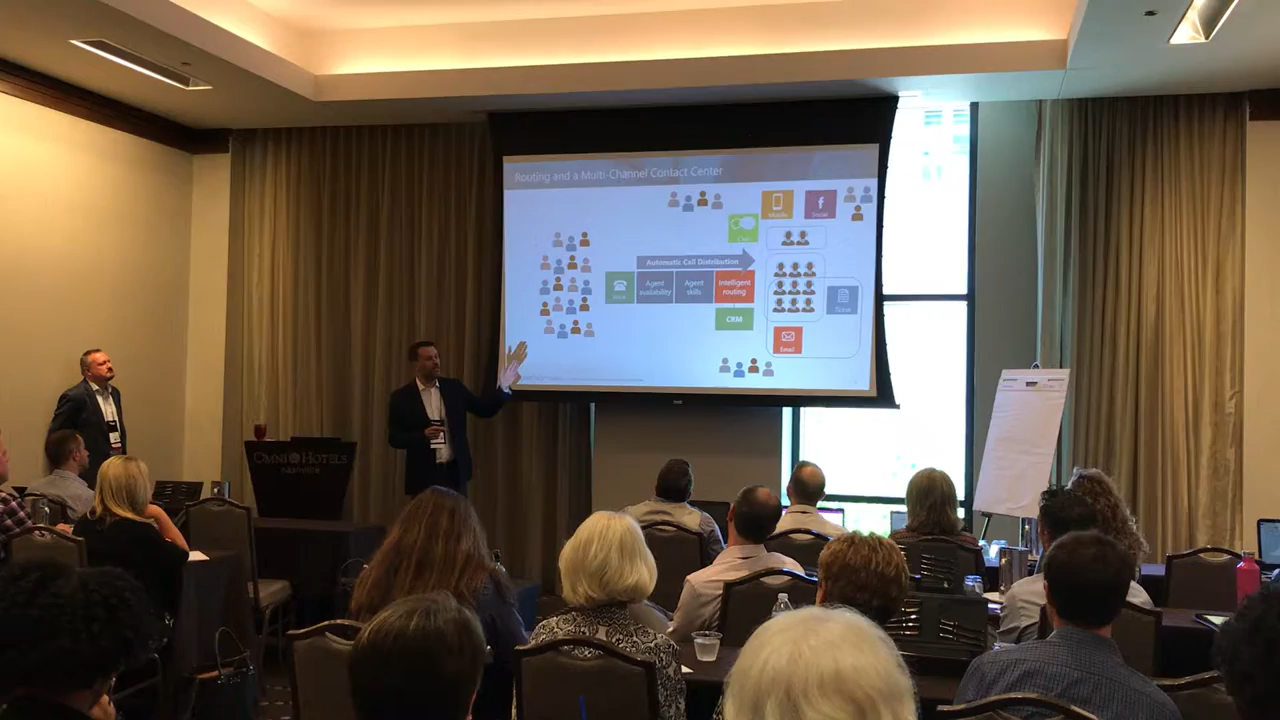 Routing and a Multi-Channel Contact Center
Mobile
Social
Chat
Automatic Call Distribution
Voice
Agent
availability
Agent
skills
Intelligent
routing
CRM
Email
OMNI HOTELS
NASHVILLE